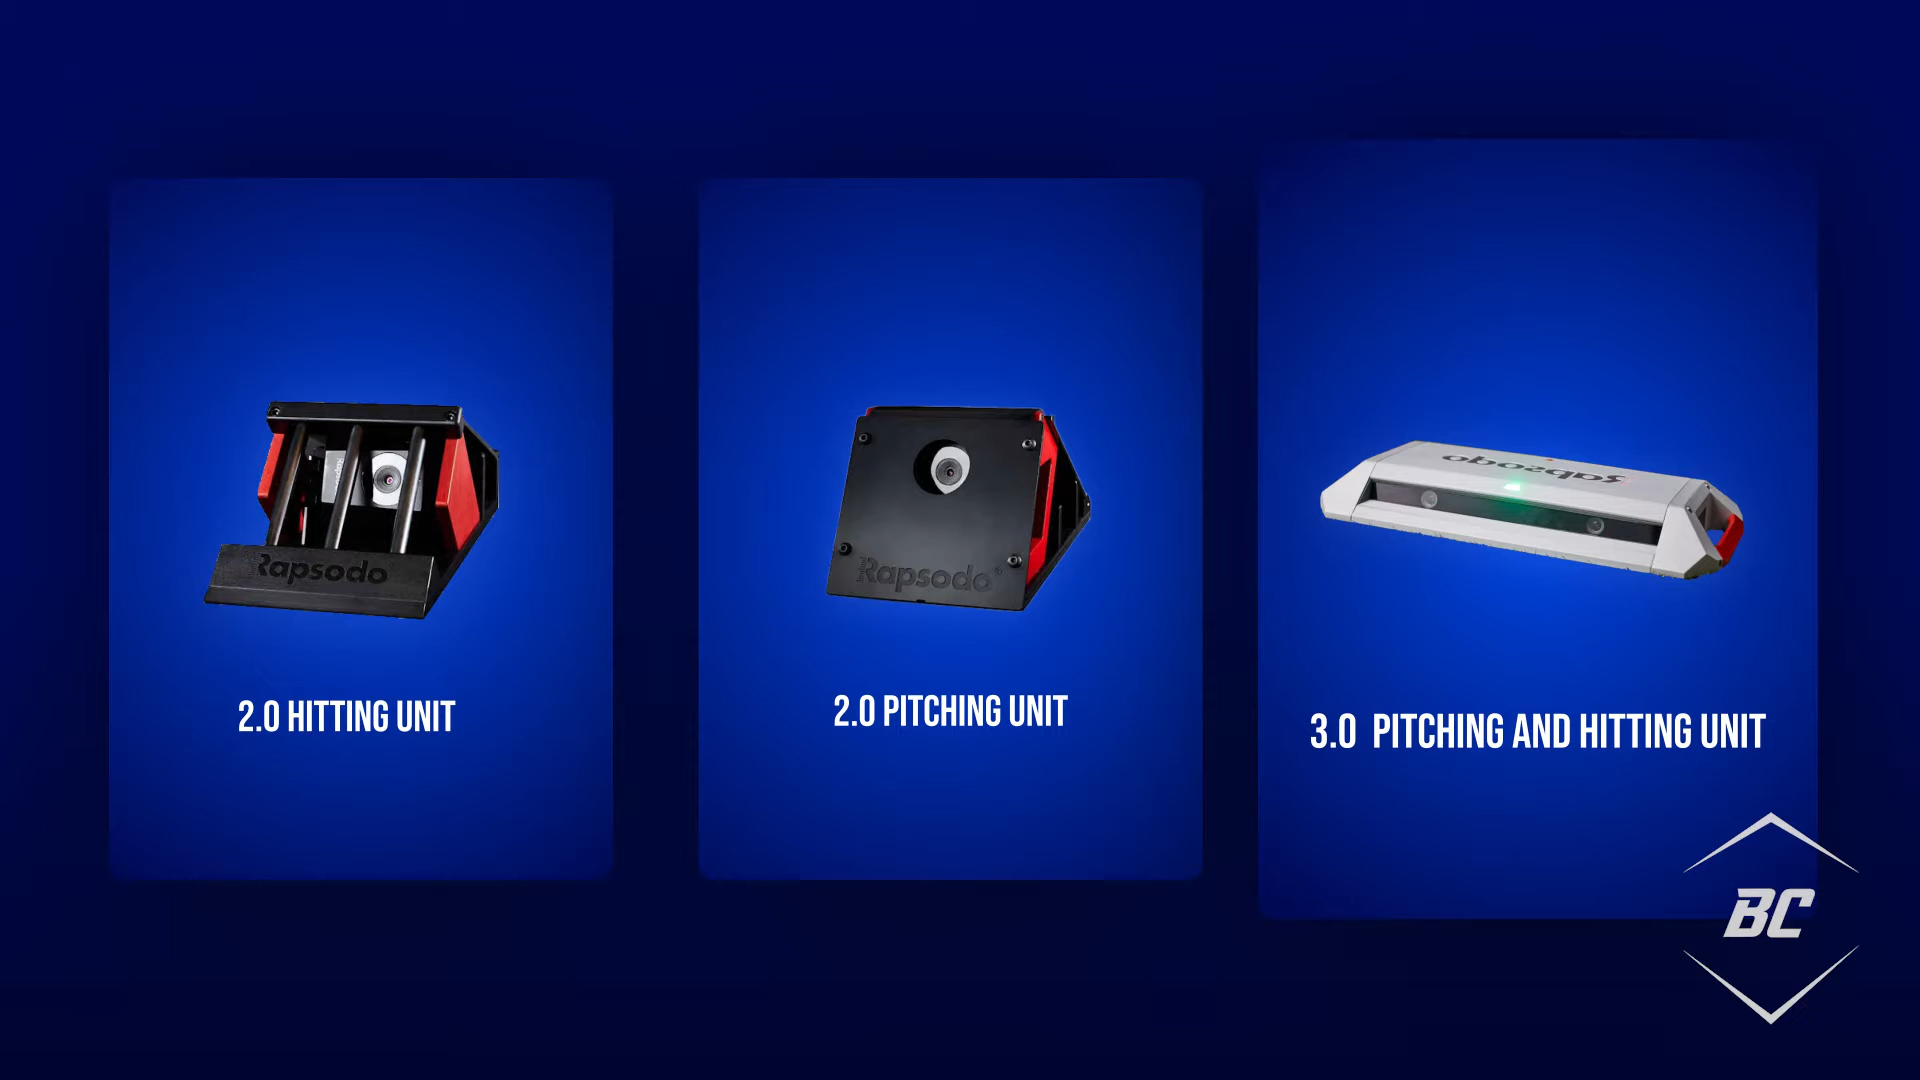 Rapsodo
2.0 HITTING UNIT
Rapsodo®
2.0 PITCHING UNIT
Rapsodo
3.0 PITCHING AND HITTING UNIT
BC